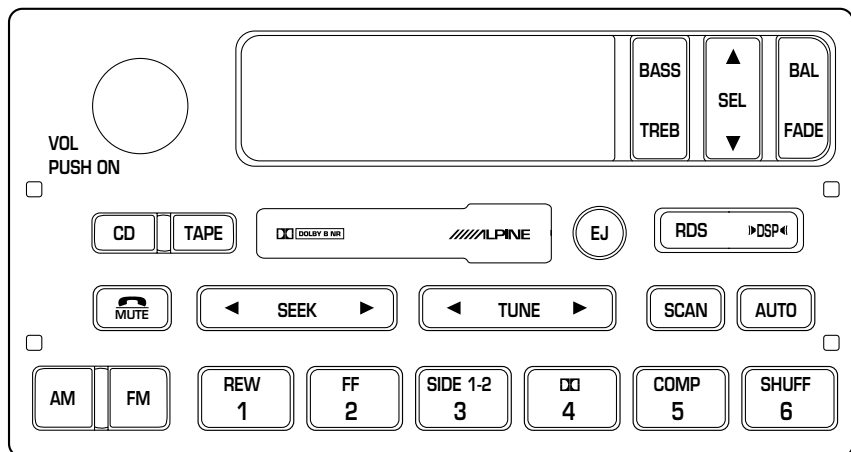 BASS
TREB
▲
SEL
▼
BAL
FADE
VOL
PUSH ON
CD
TAPE
DOLBY B NR
ALPINE
EJ
RDS
DSP
MUTE
◄ SEEK ►
◄ TUNE ►
SCAN
AUTO
AM
FM
REW
1
FF
2
SIDE 1-2
3
4
COMP
5
SHUFF
6